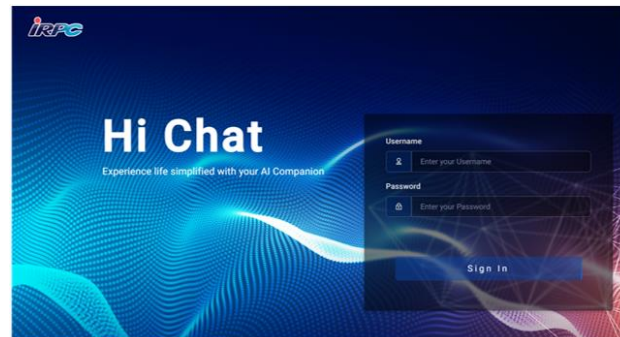 iRPC
Hi Chat
Experience life simplified with your AI Companion
Username
Enter your Username
Password
Enter your Password
Sign In